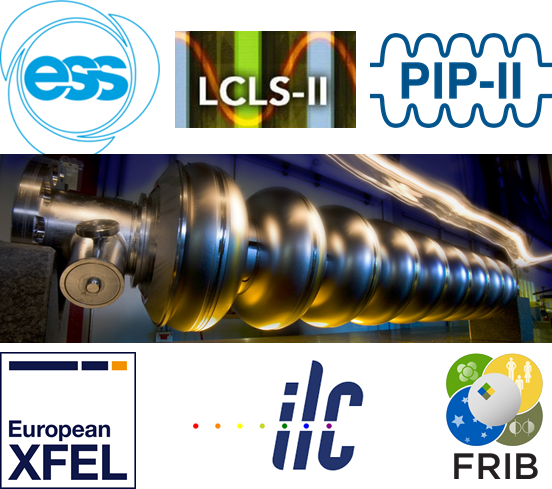 ess
LCLS-II
PIP-II
European
XFEL
ilc
FRIB